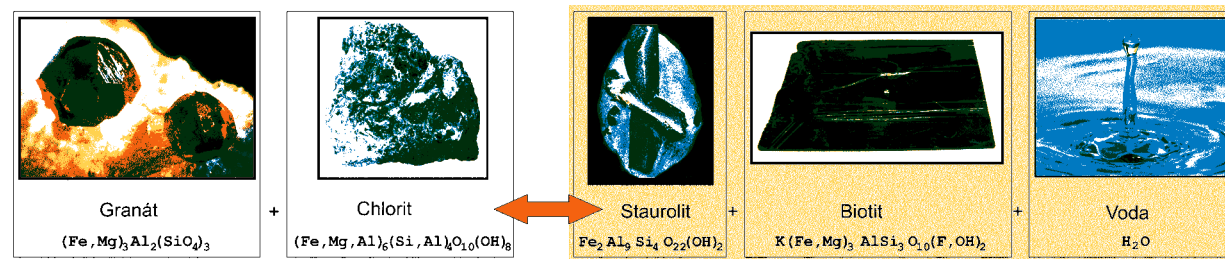 Granát + Chlorit Staurolit + Biotit + Voda
(Fe,Mg)₃Al₂(SiO₄)₃ (Fe,Mg,Al)₆(Si,Al)₄O₁₀(OH)₈ Fe₂Al₉Si₄O₂₂(OH)₂ K(Fe,Mg)₃AlSi₃O₁₀(F,OH)₂ H₂O